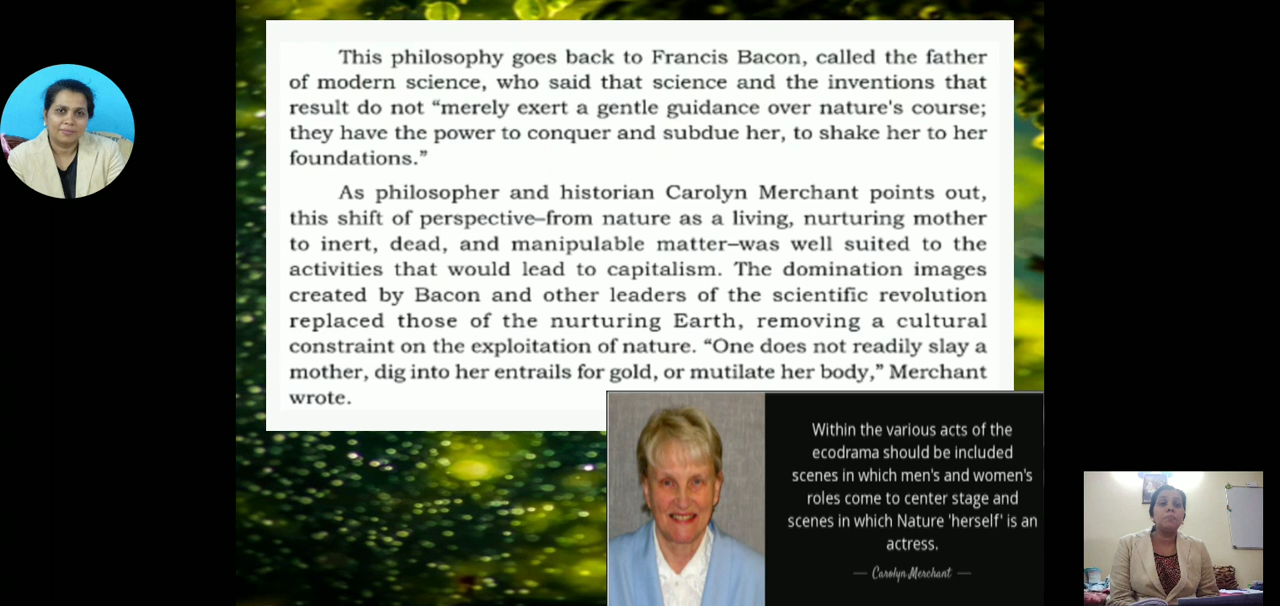 This philosophy goes back to Francis Bacon, called the father
of modern science, who said that science and the inventions that
result do not “merely exert a gentle guidance over nature's course;
they have the power to conquer and subdue her, to shake her to her
foundations.”
As philosopher and historian Carolyn Merchant points out,
this shift of perspective–from nature as a living, nurturing mother
to inert, dead, and manipulable matter–was well suited to the
activities that would lead to capitalism. The domination images
created by Bacon and other leaders of the scientific revolution
replaced those of the nurturing Earth, removing a cultural
constraint on the exploitation of nature. “One does not readily slay a
mother, dig into her entrails for gold, or mutilate her body,” Merchant
wrote.
Within the various acts of the
ecodrama should be included
scenes in which men's and women's
roles come to center stage and
scenes in which Nature 'herself' is an
actress.
— Carolyn Merchant —